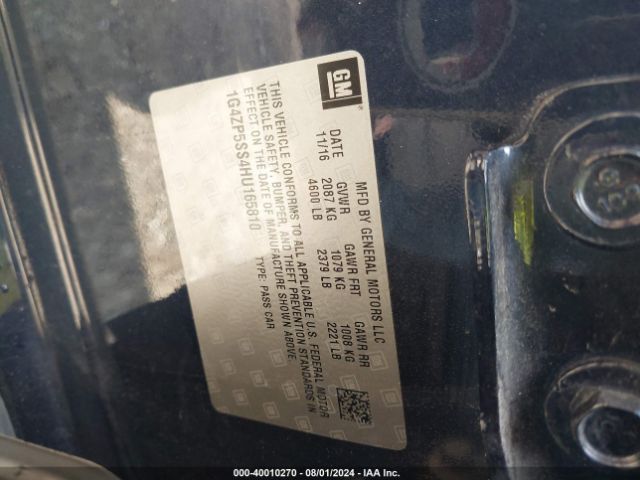 GM
MFD BY GENERAL MOTORS LLC
DATE GVWR GAWR FRT GAWR RR
11/16 2087 KG 1079 KG 1008 KG
4600 LB 2379 LB 2221 LB
THIS VEHICLE CONFORMS TO ALL APPLICABLE U.S. FEDERAL MOTOR
VEHICLE SAFETY, BUMPER, AND THEFT PREVENTION STANDARDS IN
EFFECT ON THE DATE OF MANUFACTURE SHOWN ABOVE.
1G4ZP5SS4HU165810 TYPE: PASS CAR
000-40010270 - 08/01/2024 - IAA Inc.